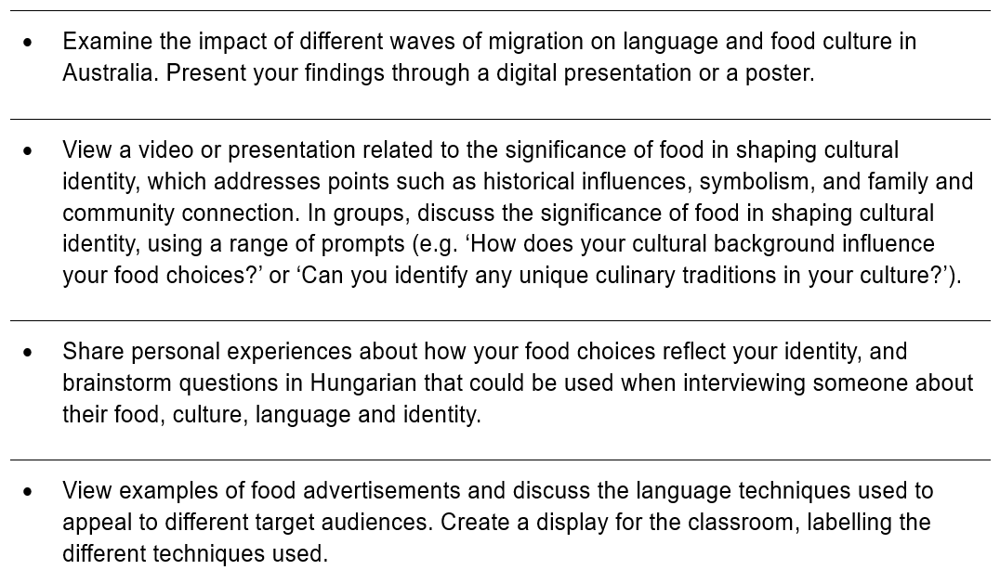 • Examine the impact of different waves of migration on language and food culture in
Australia. Present your findings through a digital presentation or a poster.
• View a video or presentation related to the significance of food in shaping cultural
identity, which addresses points such as historical influences, symbolism, and family and
community connection. In groups, discuss the significance of food in shaping cultural
identity, using a range of prompts (e.g. ‘How does your cultural background influence
your food choices?’ or ‘Can you identify any unique culinary traditions in your culture?’).
• Share personal experiences about how your food choices reflect your identity, and
brainstorm questions in Hungarian that could be used when interviewing someone about
their food, culture, language and identity.
• View examples of food advertisements and discuss the language techniques used to
appeal to different target audiences. Create a display for the classroom, labelling the
different techniques used.